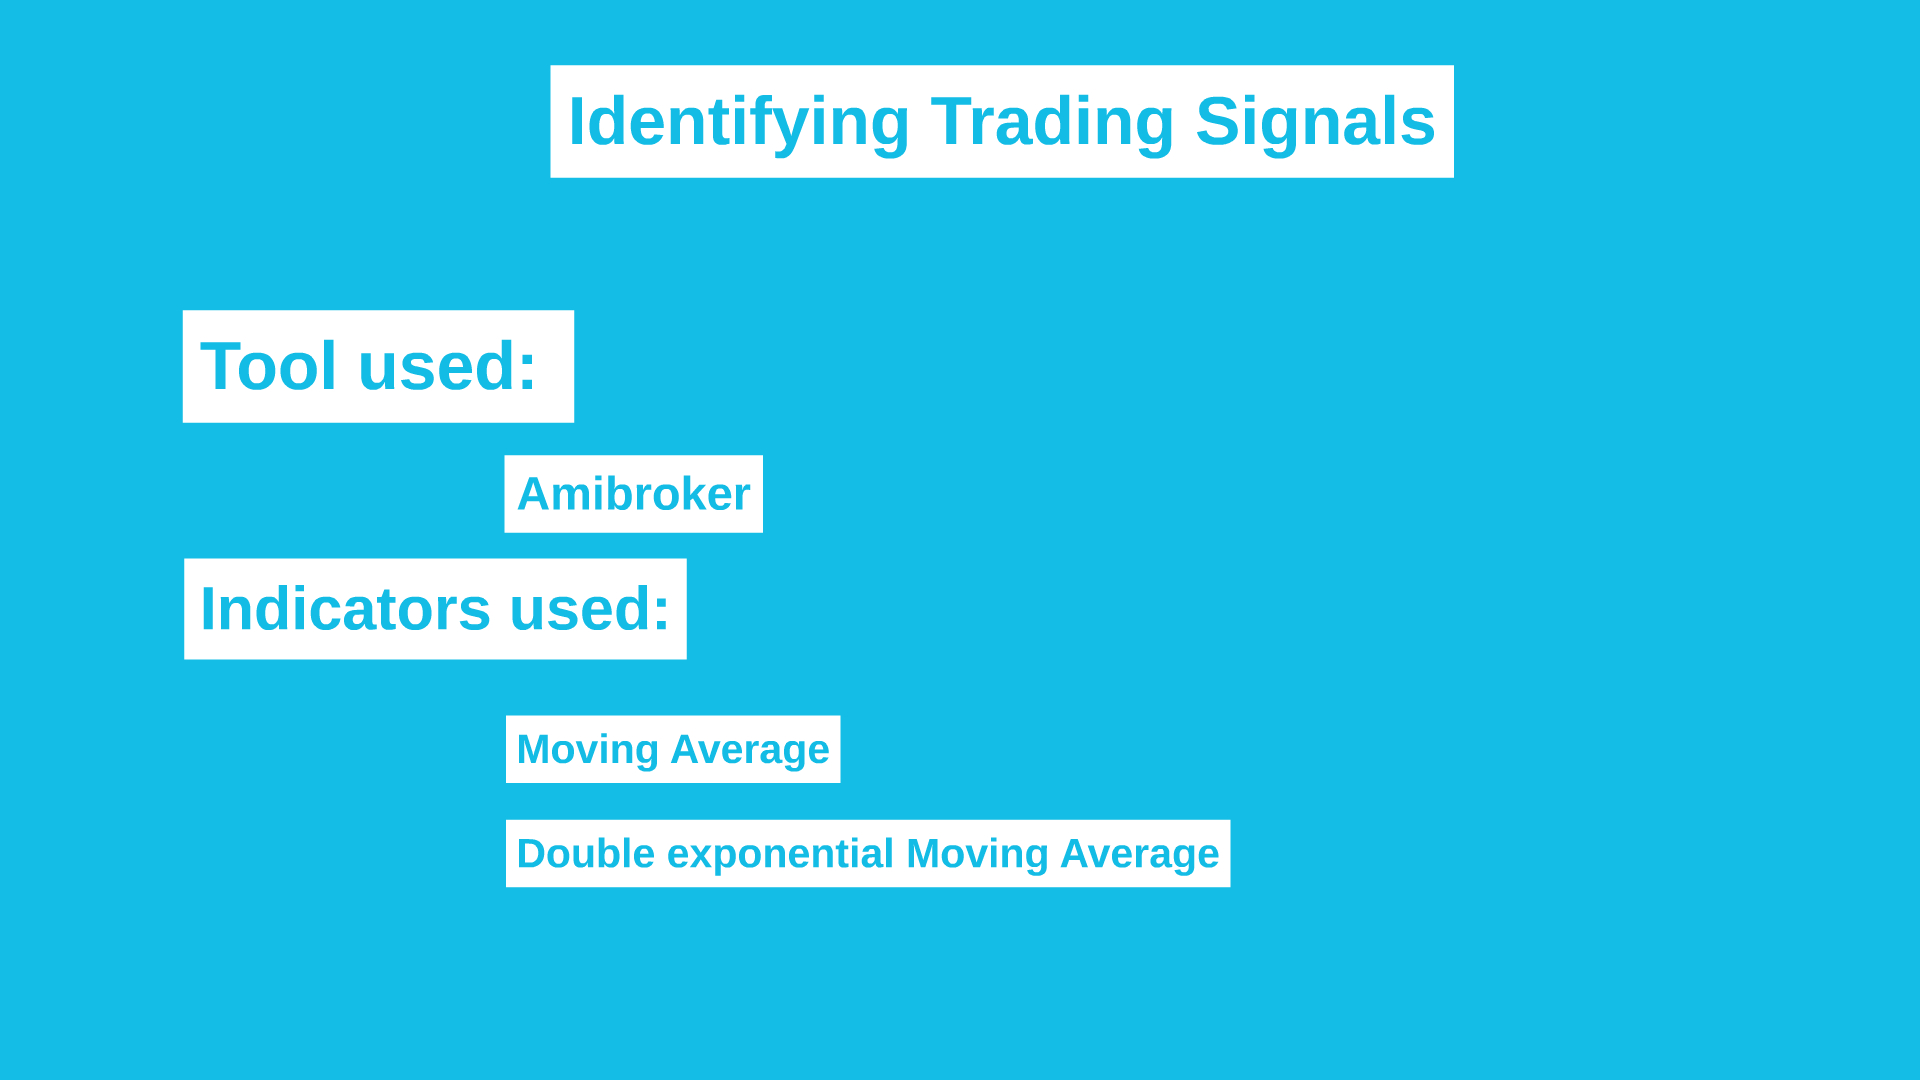 Identifying Trading Signals
Tool used:
Amibroker
Indicators used:
Moving Average
Double exponential Moving Average